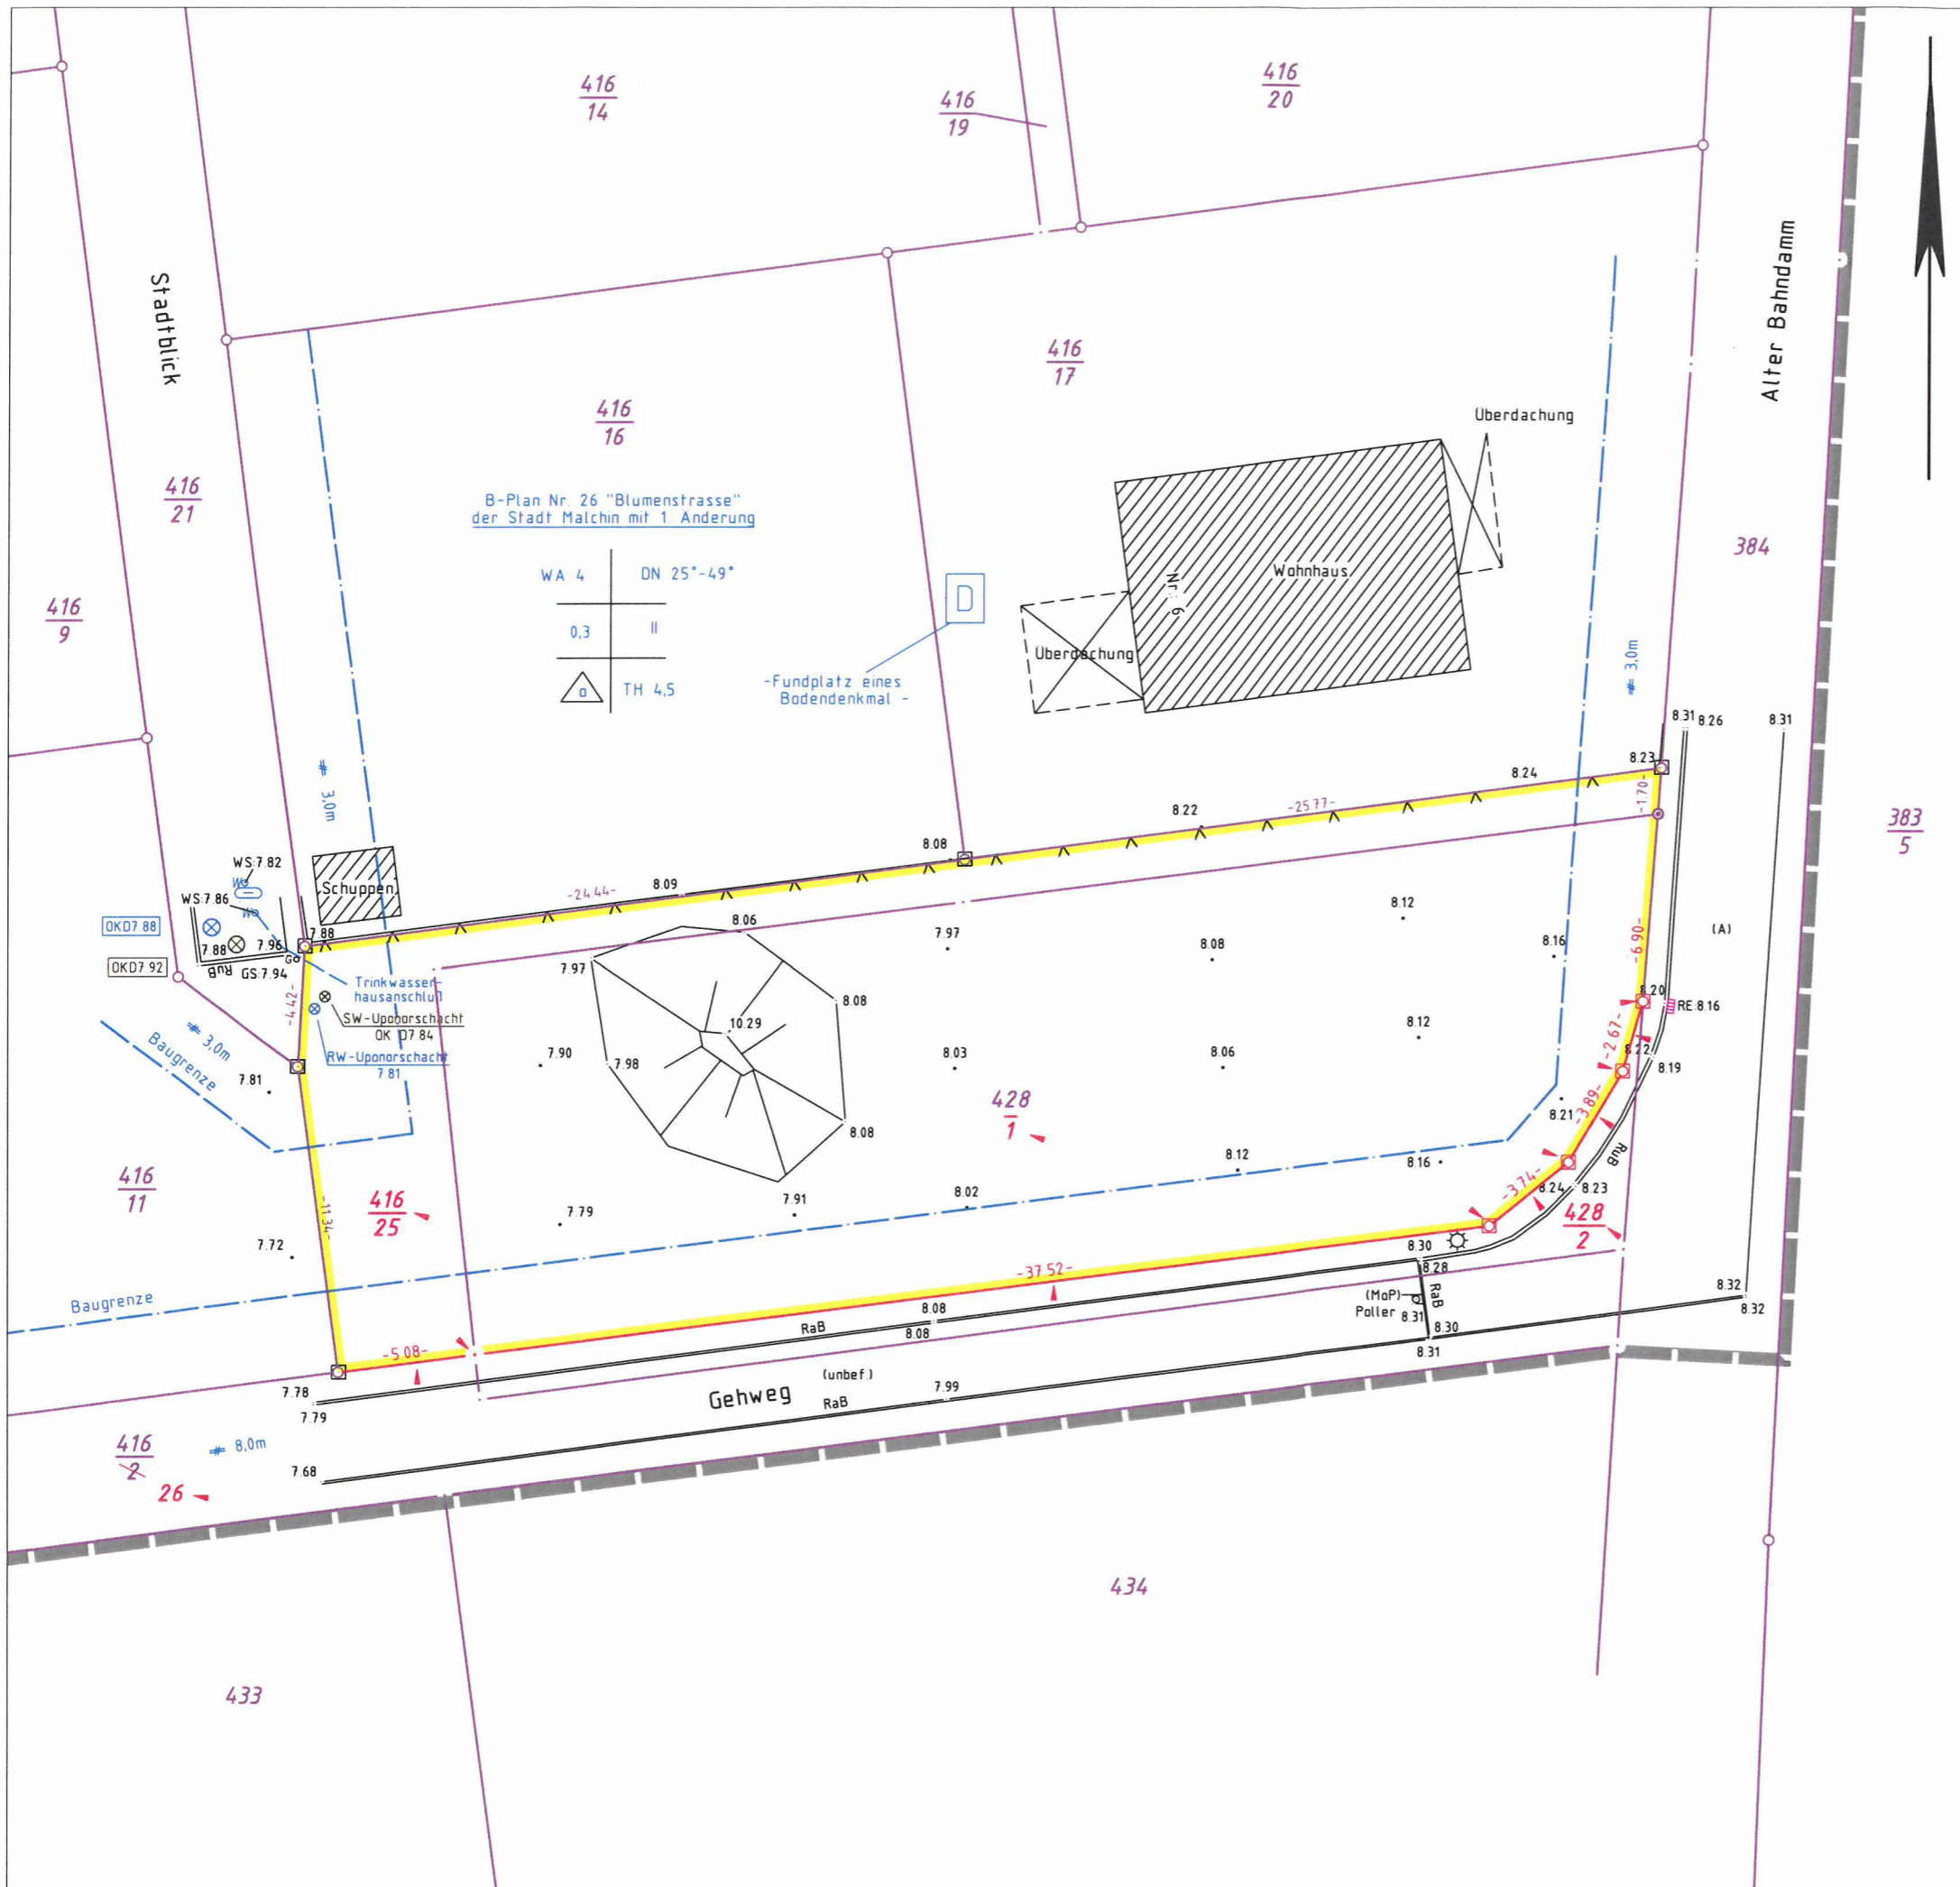 416
14
416
19
416
20
Stadtblick
Alter Bahndamm
416
17
416
16
Überdachung
416
21
B-Plan Nr. 26 "Blumenstrasse"
der Stadt Malchin mit 1. Änderung
384
WA 4
DN 25°-49°
0,3
II
a
TH 4,5
D
-Fundplatz eines
Bodendenkmal -
Wohnhaus
Nr. 6
Überdachung
416
9
# 3,0m
# 3,0m
8.31
8.26
8.31
8.23
8.24
-1.70-
-25.77-
8.22
383
5
8.08
WS:7.82
Schuppen
-24.44-
8.09
8.06
WS:7.86
OKD7.88
7.88
7.88
7.96
OKD7.92
RuB
GS:7.94
Trinkwasser-
hausanschluß
-4.42-
SW-Uponorschacht
OK D7.84
RW-Uponorschacht
7.81
# 3,0m
Baugrenze
7.81
7.97
7.97
8.08
8.12
8.16
-6.90-
(A)
8.08
10.29
8.20
RE:8.16
7.90
7.98
8.03
8.06
8.12
-2.67-
8.22
8.19
428
1
-3.89-
8.21
8.08
8.12
8.16
RuB
416
11
-11.34-
416
25
-3.74-
8.24
8.23
428
2
7.79
7.91
8.02
7.72
8.30
8.28
-37.52-
Baugrenze
(MaP)
Poller
8.31
RaB
8.30
8.31
8.32
8.32
8.08
RaB
8.08
-5.08-
7.78
7.79
Gehweg
(unbef.)
RaB
7.99
416
2
26
# 8,0m
7.68
434
433